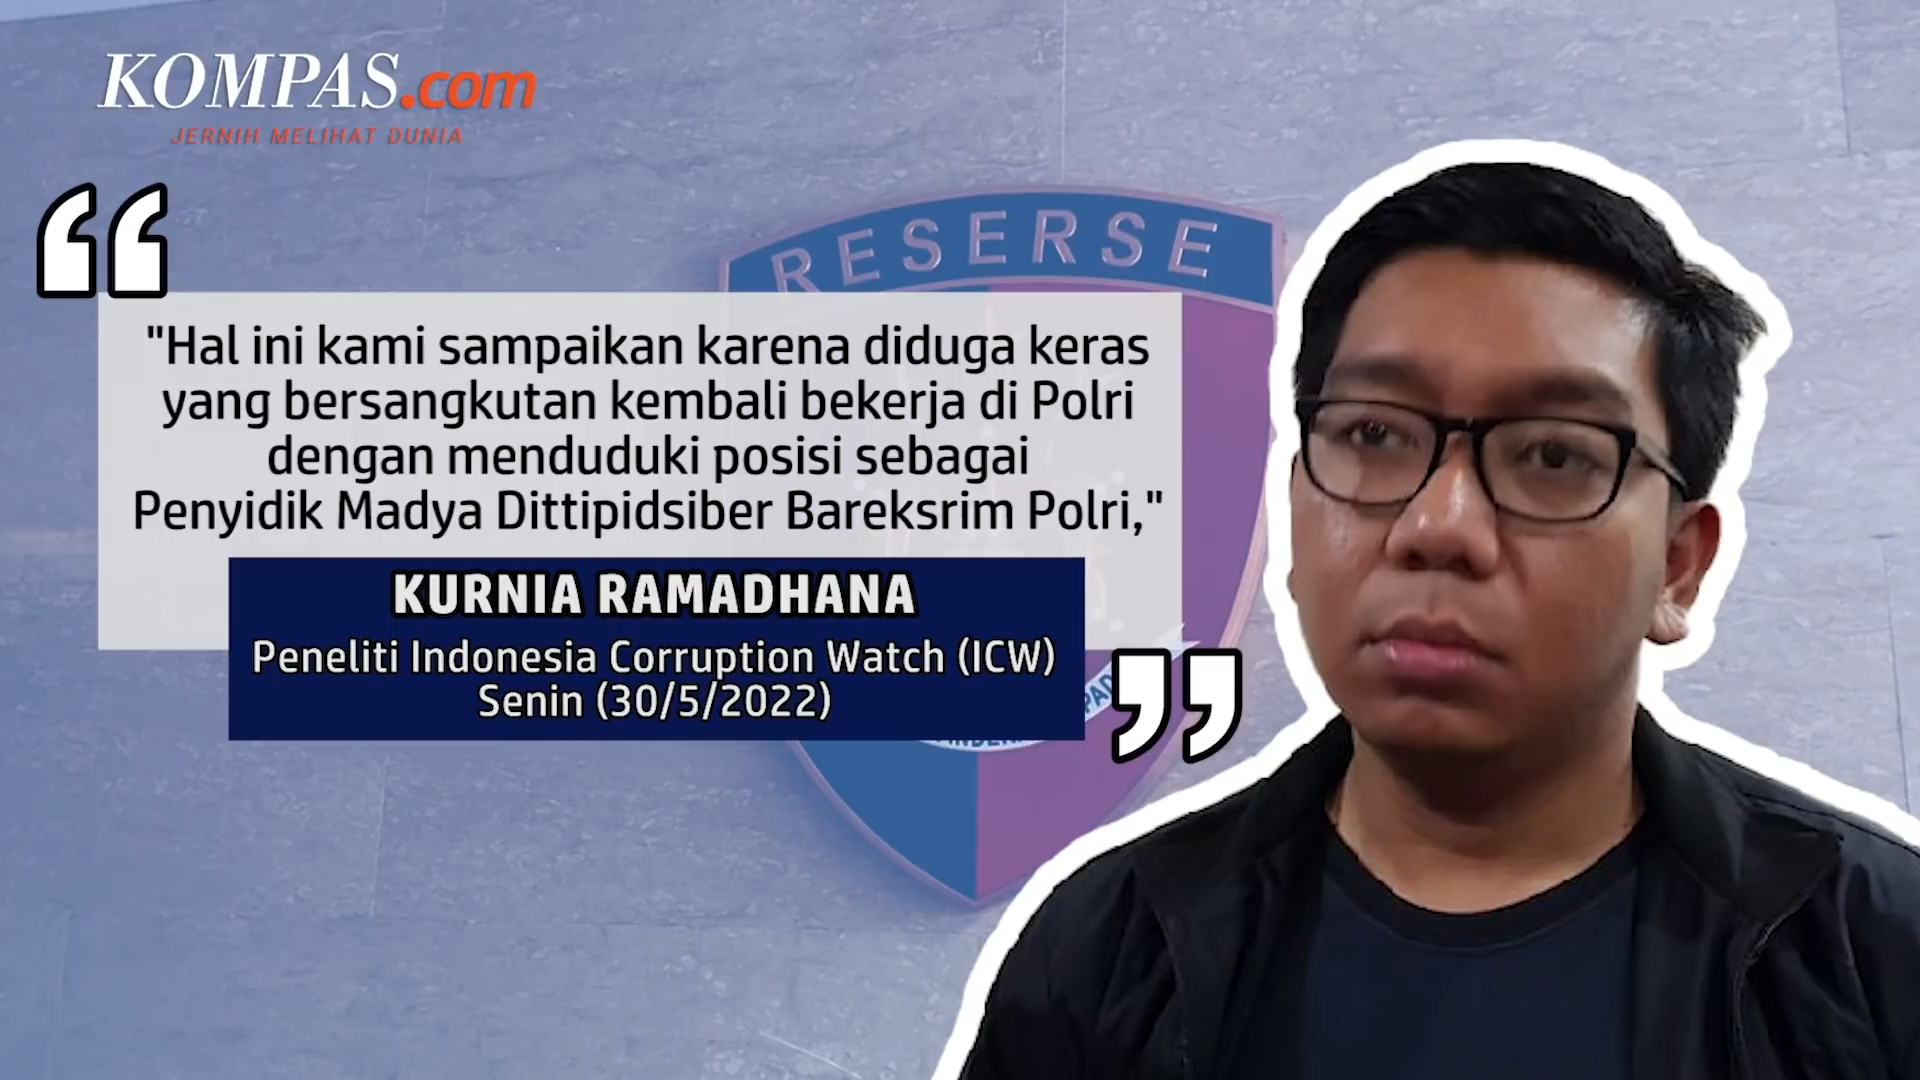 KOMPAS.com
JERNIH MELIHAT DUNIA
RESERSE
"Hal ini kami sampaikan karena diduga keras
yang bersangkutan kembali bekerja di Polri
dengan menduduki posisi sebagai
Penyidik Madya Dittipidsiber Bareksrim Polri,"
KURNIA RAMADHANA
Peneliti Indonesia Corruption Watch (ICW)
Senin (30/5/2022)